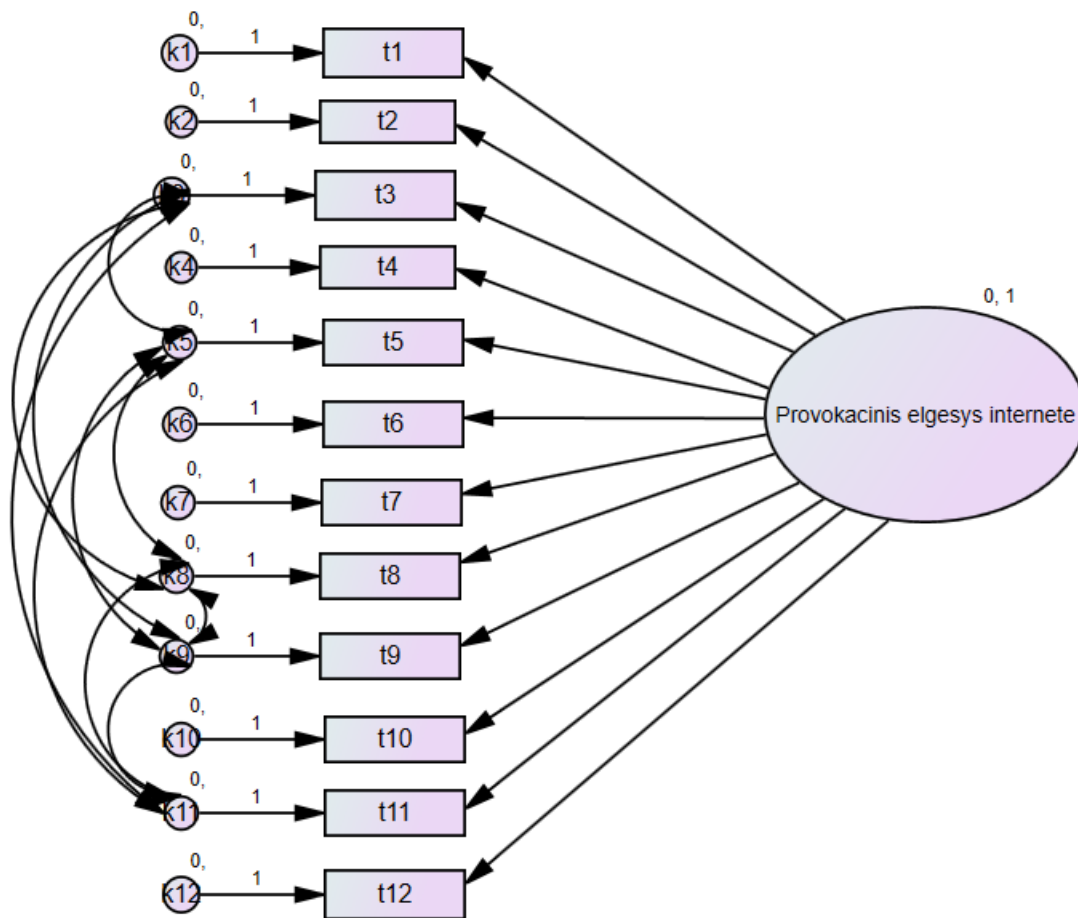 0,
k1 1 t1
0,
k2 1 t2
0,
1 t3
0,
k4 1 t4
0, 1
0,
k5 1 t5
Provokacinis elgesys internete
0,
k6 1 t6
0,
k7 1 t7
0,
k8 1 t8
0,
k9 1 t9
0,
k10 1 t10
0,
k11 1 t11
0,
k12 1 t12